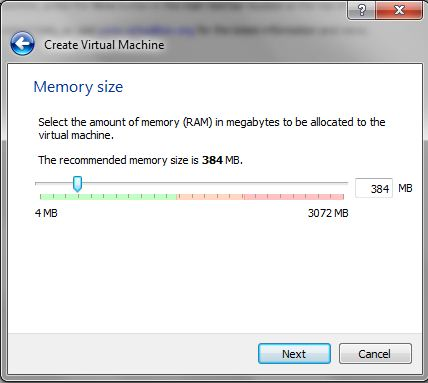 Create Virtual Machine
Memory size
Select the amount of memory (RAM) in megabytes to be allocated to the
virtual machine.
The recommended memory size is 384 MB.
384 MB
4 MB 3072 MB
Next Cancel